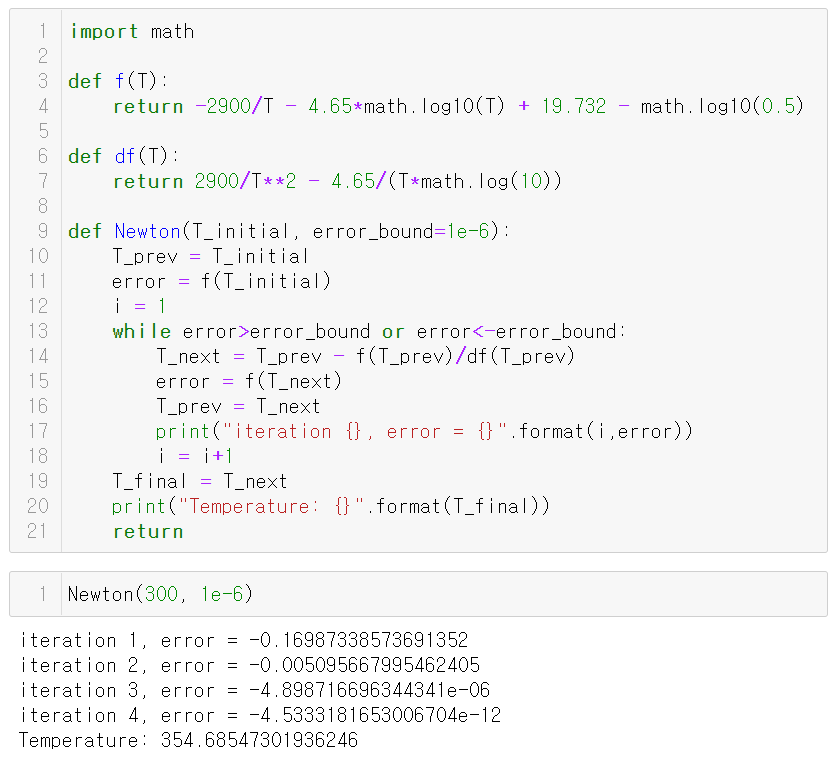 1 import math
2
3 def f(T):
4     return -2900/T - 4.65*math.log10(T) + 19.732 - math.log10(0.5)
5
6 def df(T):
7     return 2900/T**2 - 4.65/(T*math.log(10))
8
9 def Newton(T_initial, error_bound=1e-6):
10     T_prev = T_initial
11     error = f(T_initial)
12     i = 1
13     while error>error_bound or error<-error_bound:
14         T_next = T_prev - f(T_prev)/df(T_prev)
15         error = f(T_next)
16         T_prev = T_next
17         print("iteration {}, error = {}".format(i,error))
18         i = i+1
19     T_final = T_next
20     print("Temperature: {}".format(T_final))
21     return
1 Newton(300, 1e-6)
iteration 1, error = -0.16987338573691352
iteration 2, error = -0.005095667995462405
iteration 3, error = -4.898716696344341e-06
iteration 4, error = -4.5333181653006704e-12
Temperature: 354.68547301936246